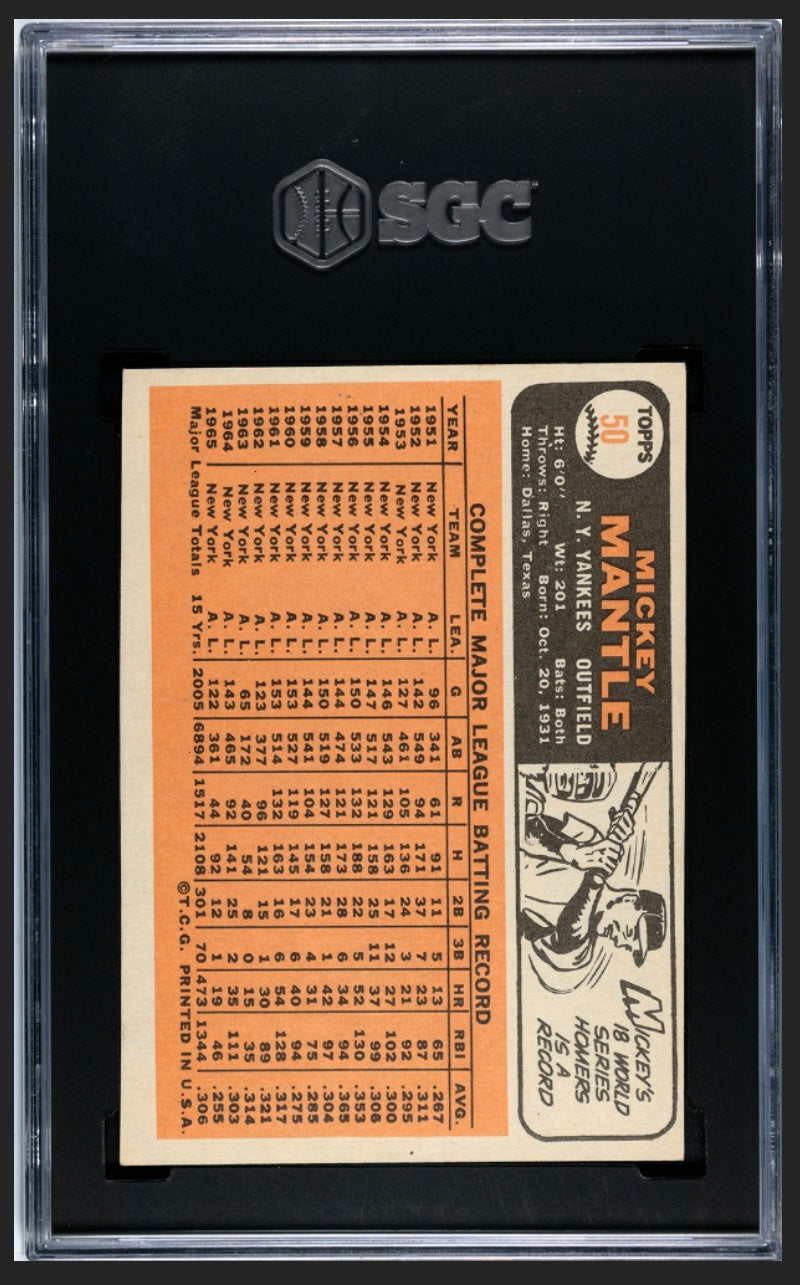 SGC
TOPPS
50
MICKEY
MANTLE
N. Y. YANKEES OUTFIELD
Ht: 6'0" Wt: 201 Bats: Both
Throws: Right Born: Oct. 20, 1931
Home: Dallas, Texas
MICKEY'S
18 WORLD
SERIES
HOMERS
IS A
RECORD
COMPLETE MAJOR LEAGUE BATTING RECORD
YEAR TEAM LEA. G AB R H 2B 3B HR RBI AVG.
1951 New York A. L. 96 341 61 91 11 5 13 65 .267
1952 New York A. L. 142 549 94 171 37 7 23 87 .311
1953 New York A. L. 127 461 105 136 24 3 21 92 .295
1954 New York A. L. 146 543 129 163 17 12 27 102 .300
1955 New York A. L. 147 517 121 158 25 11 37 99 .306
1956 New York A. L. 150 533 132 188 22 5 52 130 .353
1957 New York A. L. 144 474 121 173 28 6 34 94 .365
1958 New York A. L. 150 519 127 158 21 1 42 97 .304
1959 New York A. L. 144 541 104 154 23 4 31 75 .285
1960 New York A. L. 153 527 119 145 17 6 40 94 .275
1961 New York A. L. 153 514 132 163 16 6 54 128 .317
1962 New York A. L. 123 377 96 121 15 1 30 89 .321
1963 New York A. L. 65 172 40 54 8 0 15 35 .314
1964 New York A. L. 143 465 92 141 25 2 35 111 .303
1965 New York A. L. 122 361 44 92 12 1 19 46 .255
Major League Totals 15 Yrs. 2005 6894 1517 2108 301 70 473 1344 .306
©T.C.G. PRINTED IN U.S.A.